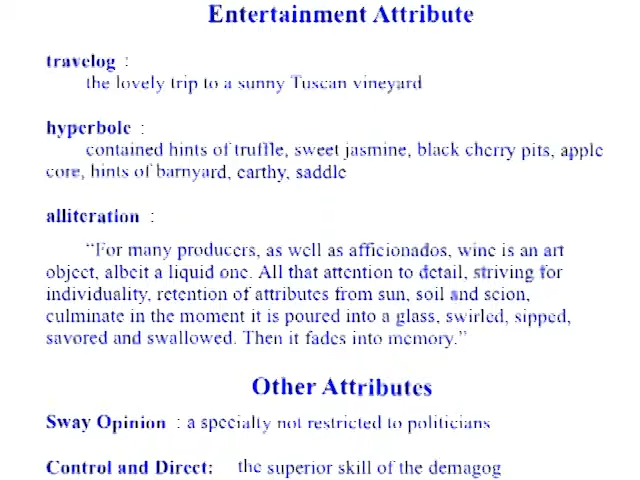 Entertainment Attribute
travelog :
the lovely trip to a sunny Tuscan vineyard
hyperbole :
contained hints of truffle, sweet jasmine, black cherry pits, apple
core, hints of barnyard, earthy, saddle
alliteration :
"For many producers, as well as afficionados, wine is an art
object, albeit a liquid one. All that attention to detail, striving for
individuality, retention of attributes from sun, soil and scion,
culminate in the moment it is poured into a glass, swirled, sipped,
savored and swallowed. Then it fades into memory."
Other Attributes
Sway Opinion : a specialty not restricted to politicians
Control and Direct: the superior skill of the demagog